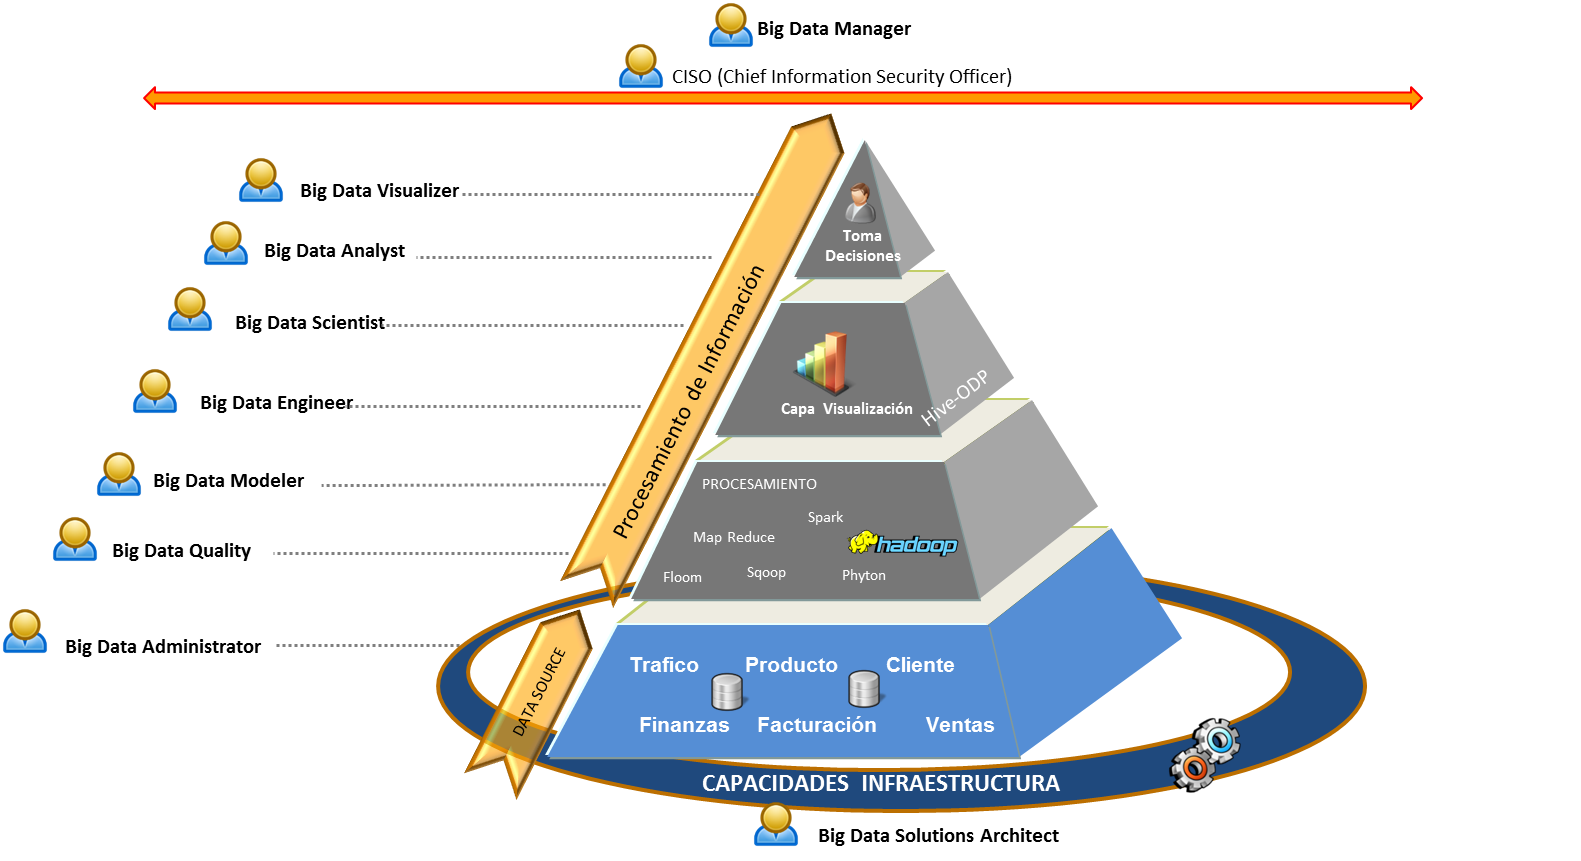 Big Data Manager
CISO (Chief Information Security Officer)
Big Data Visualizer
Big Data Analyst
Big Data Scientist
Big Data Engineer
Big Data Modeler
Big Data Quality
Big Data Administrator
Procesamiento de Información
DATA SOURCE
Toma
Decisiones
Capa Visualización
Hive-ODP
PROCESAMIENTO
Spark
Map Reduce
hadoop
Floom
Sqoop
Phyton
Trafico
Producto
Cliente
Finanzas
Facturación
Ventas
CAPACIDADES INFRAESTRUCTURA
Big Data Solutions Architect